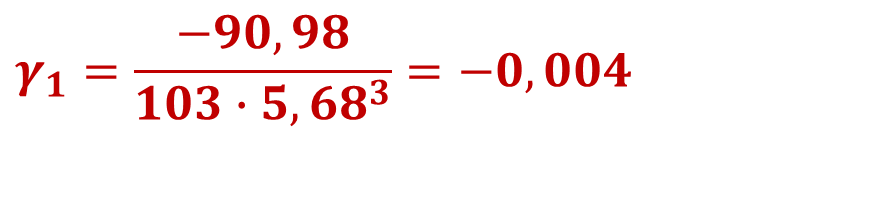 γ₁ = −90,98 / (103 · 5,68³) = −0,004